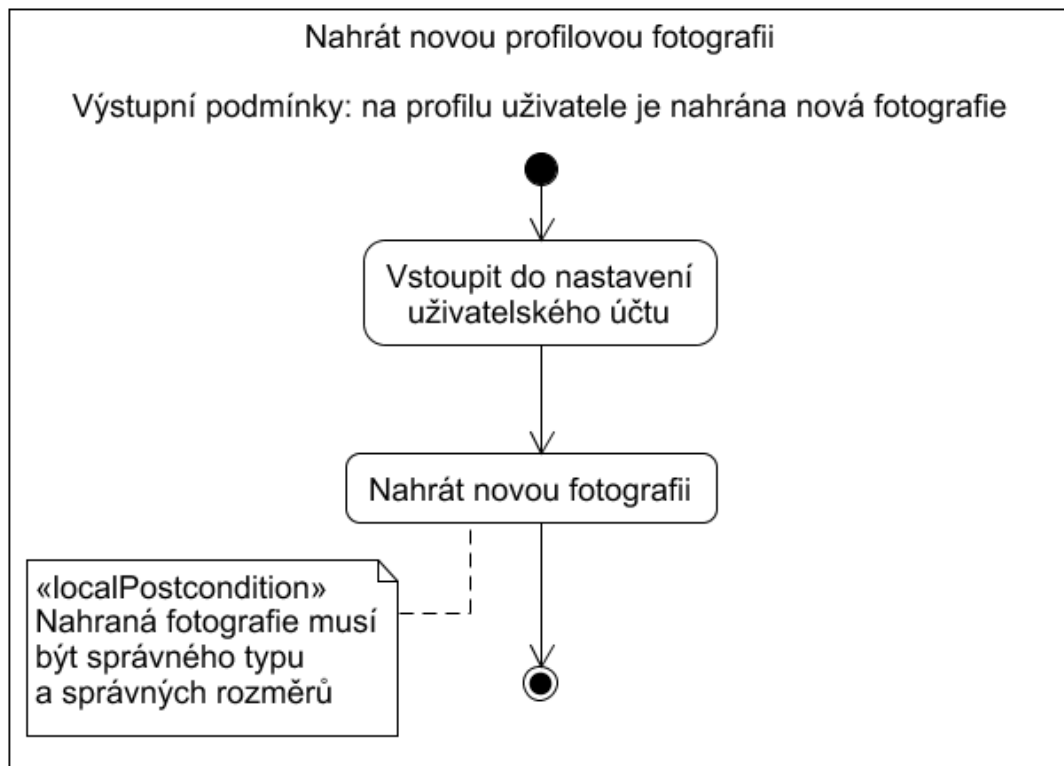 Nahrát novou profilovou fotografii
Výstupní podmínky: na profilu uživatele je nahrána nová fotografie
Vstoupit do nastavení
uživatelského účtu
Nahrát novou fotografii
«localPostcondition»
Nahraná fotografie musí
být správného typu
a správných rozměrů